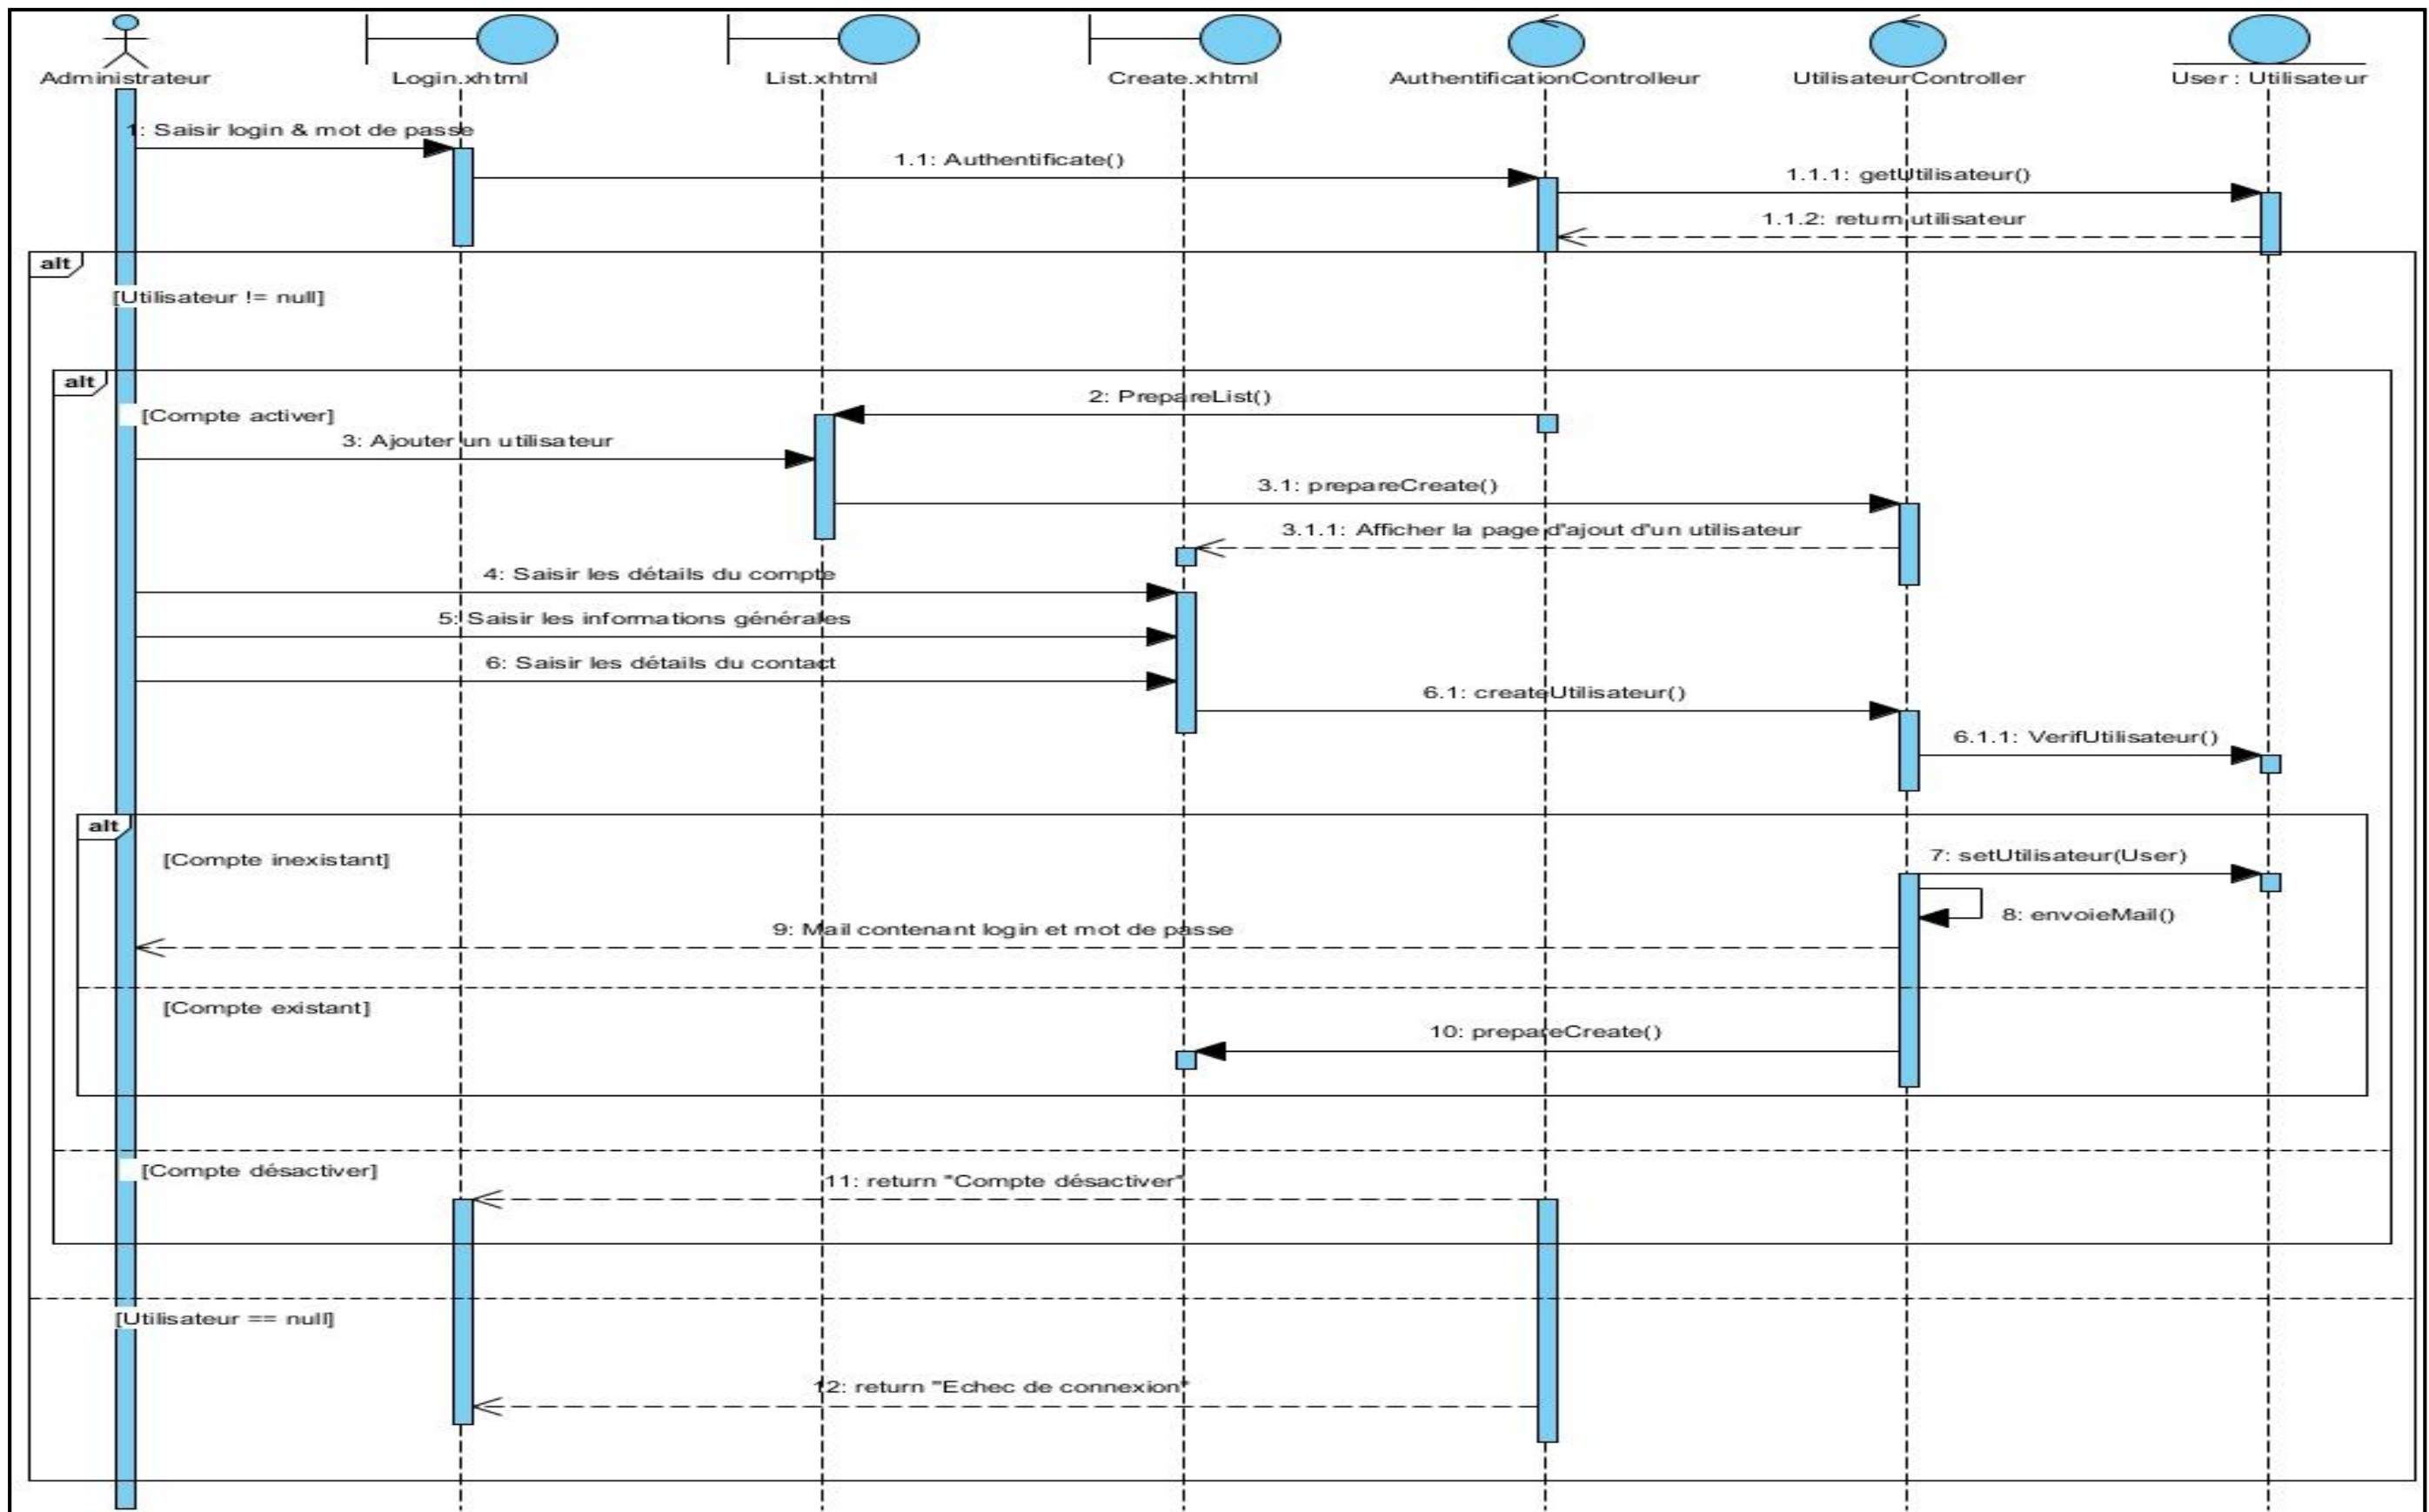 Administrateur
Login.xhtml
List.xhtml
Create.xhtml
AuthentificationControlleur
UtilisateurController
User : Utilisateur
1: Saisir login & mot de passe
1.1: Authentificate()
1.1.1: getUtilisateur()
1.1.2: return utilisateur
alt
[Utilisateur != null]
alt
[Compte activer]
2: PrepareList()
3: Ajouter un utilisateur
3.1: prepareCreate()
3.1.1: Afficher la page d'ajout d'un utilisateur
4: Saisir les détails du compte
5: Saisir les informations générales
6: Saisir les détails du contact
6.1: createUtilisateur()
6.1.1: VerifUtilisateur()
alt
[Compte inexistant]
7: setUtilisateur(User)
8: envoieMail()
9: Mail contenant login et mot de passe
[Compte existant]
10: prepareCreate()
[Compte désactiver]
11: return "Compte désactiver"
[Utilisateur == null]
12: return "Echec de connexion"